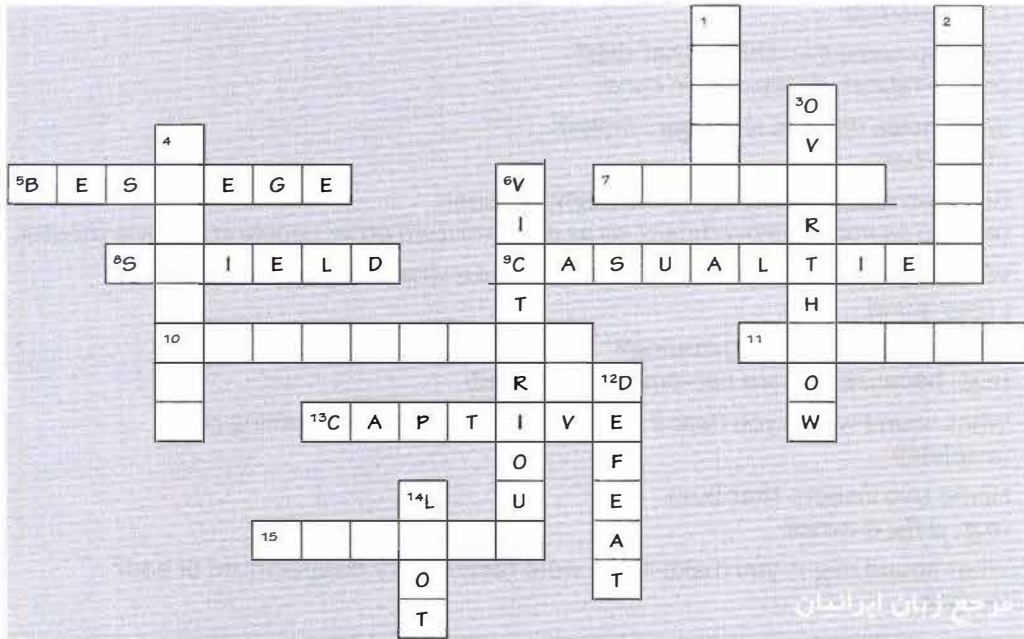 1 2
3O
4 V
5B E S E G E 6V 7
I R
8S I E L D 9C A S U A L T I E
T H
10 11
R 12D O
13C A P T I V E W
O F
14L U E
15 A
O T
T
مرجع زبان ایرانیان